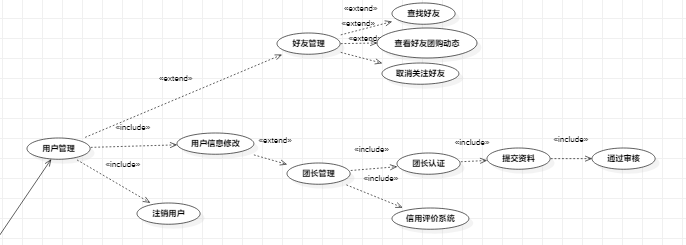 «extend»
查找好友
«extend»
好友管理
«extend»
查看好友团购动态
取消关注好友
«extend»
«include»
用户管理
用户信息修改
«extend»
«include»
团长管理
«include»
团长认证
«include»
提交资料
«include»
通过审核
«include»
注销用户
信用评价系统